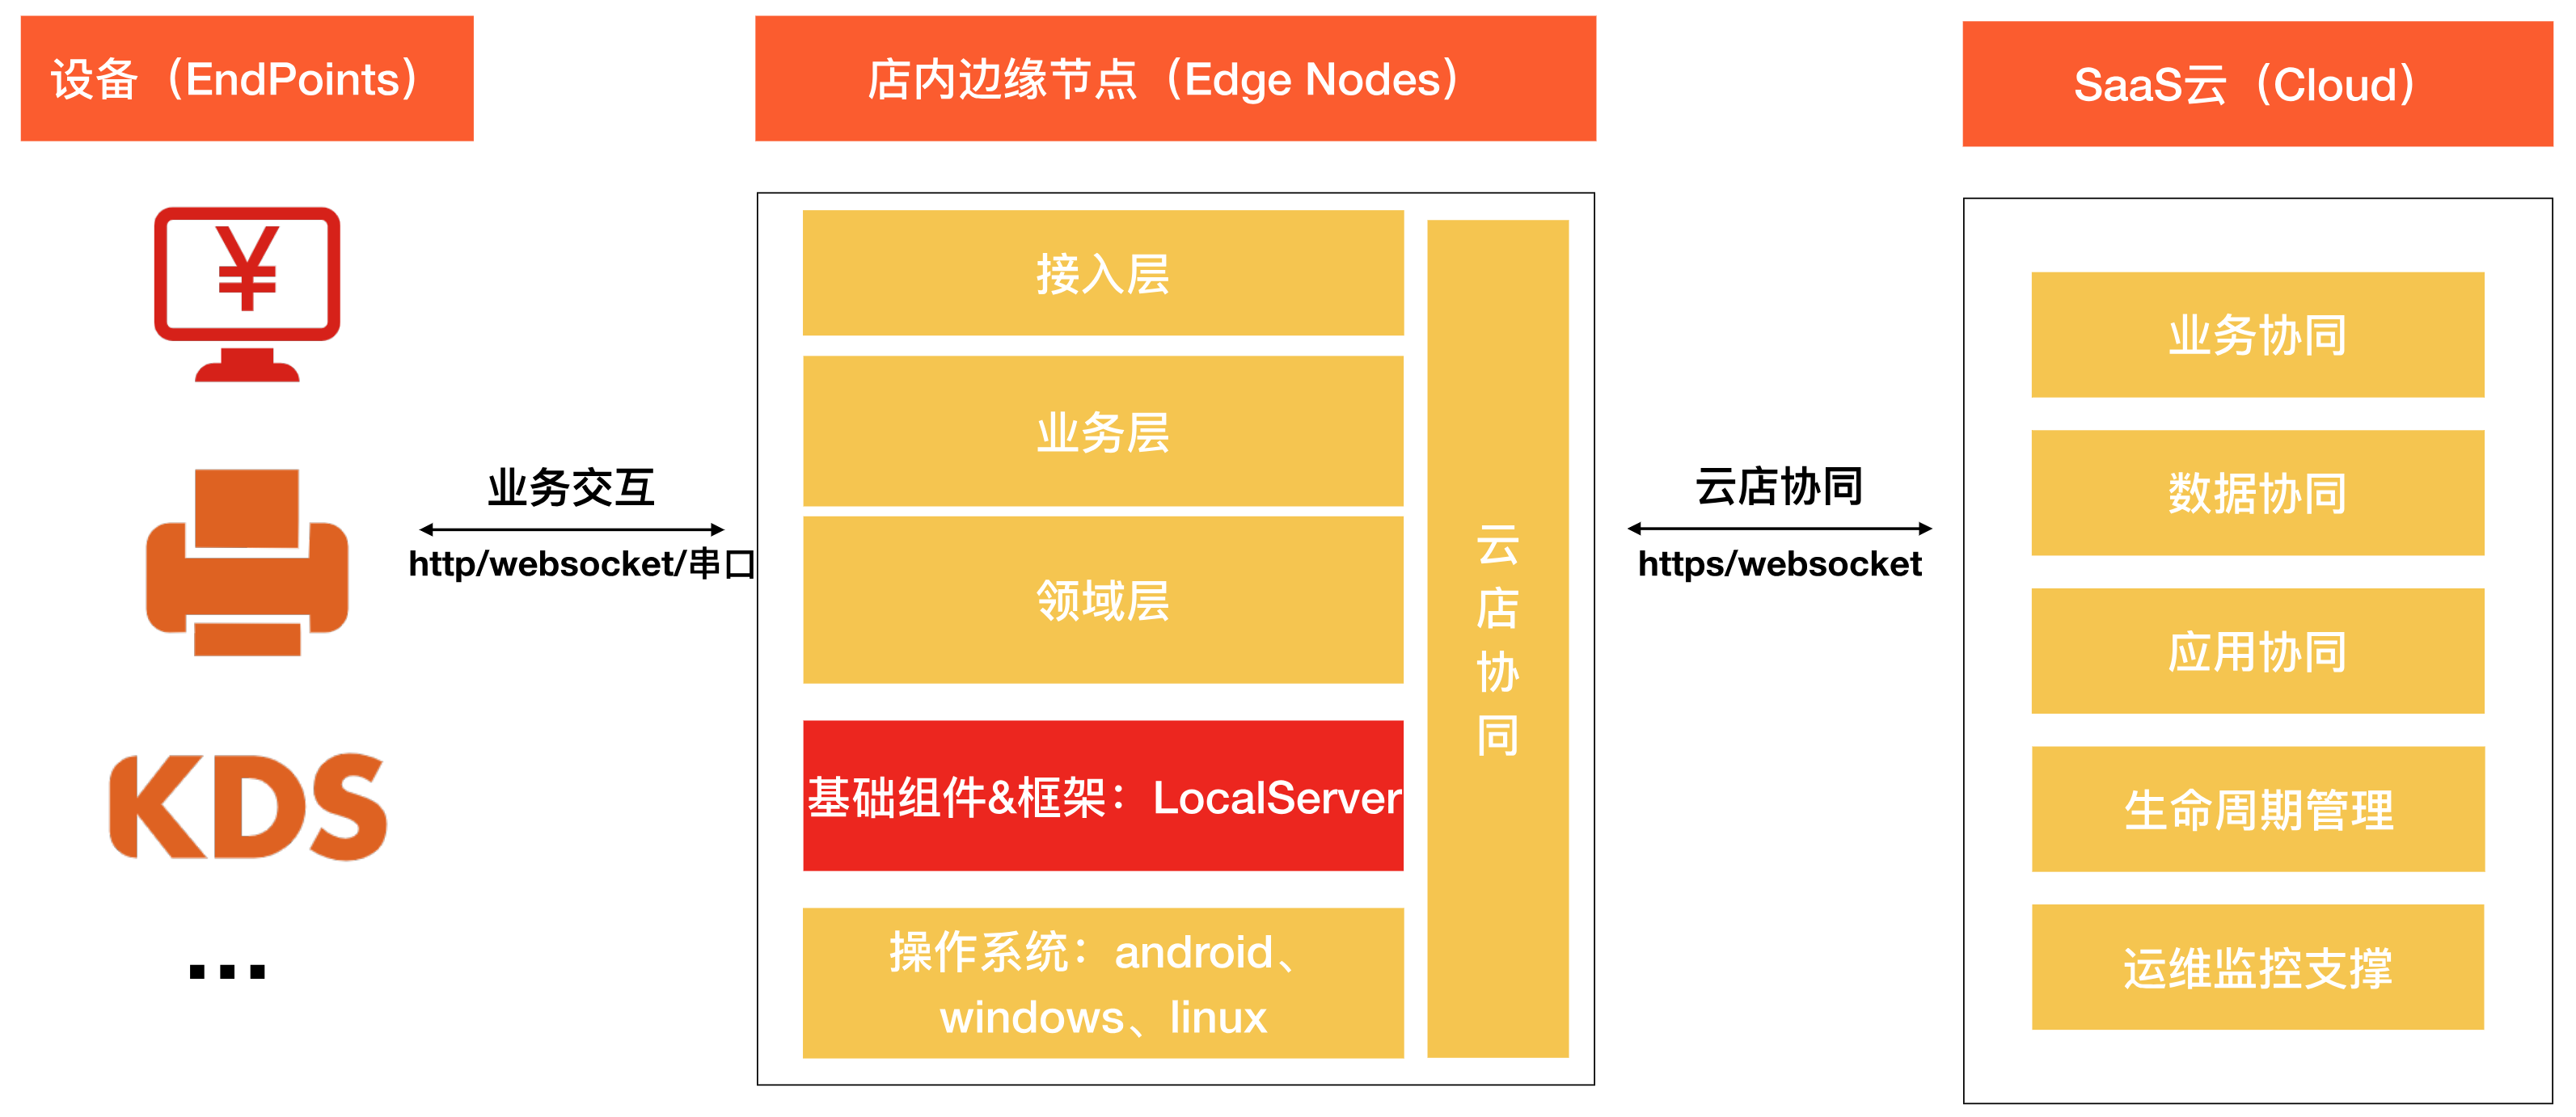 设备（EndPoints）
¥
KDS
...
业务交互
http/websocket/串口
店内边缘节点（Edge Nodes）
接入层
业务层
领域层
基础组件&框架：LocalServer
操作系统：android、
windows、linux
云
店
协
同
云店协同
https/websocket
SaaS云（Cloud）
业务协同
数据协同
应用协同
生命周期管理
运维监控支撑